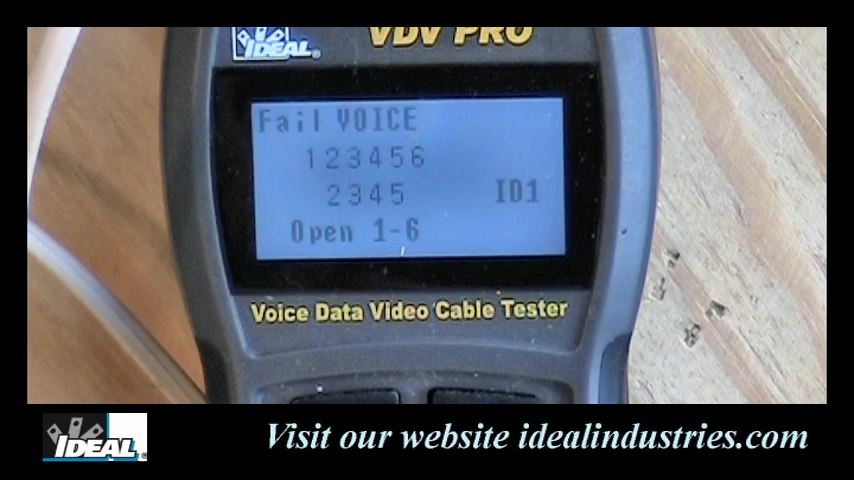 IDEAL®
VDV PRO
Fail VOICE
123456
2345 ID1
Open 1-6
Voice Data Video Cable Tester
IDEAL®
Visit our website idealindustries.com